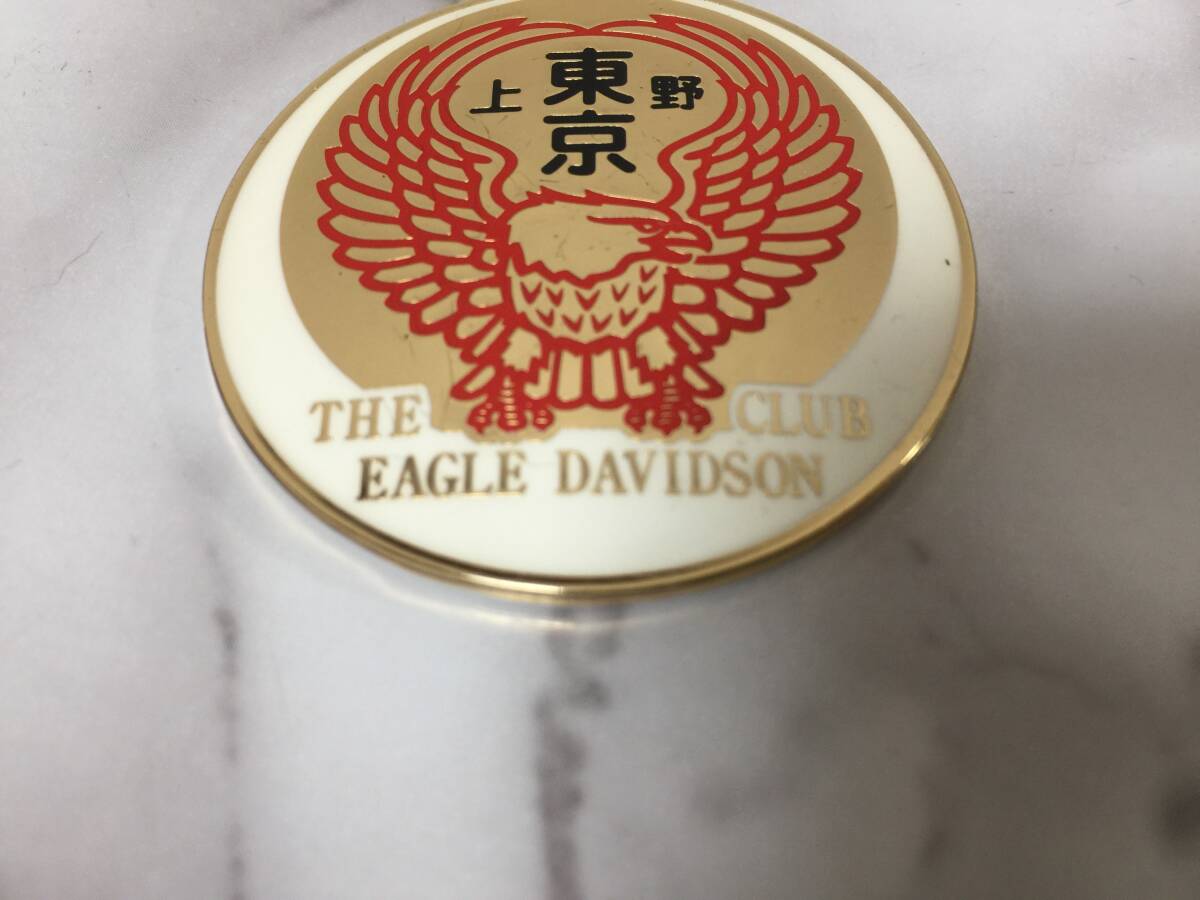 上 東京 野
THE CLUB
EAGLE DAVIDSON